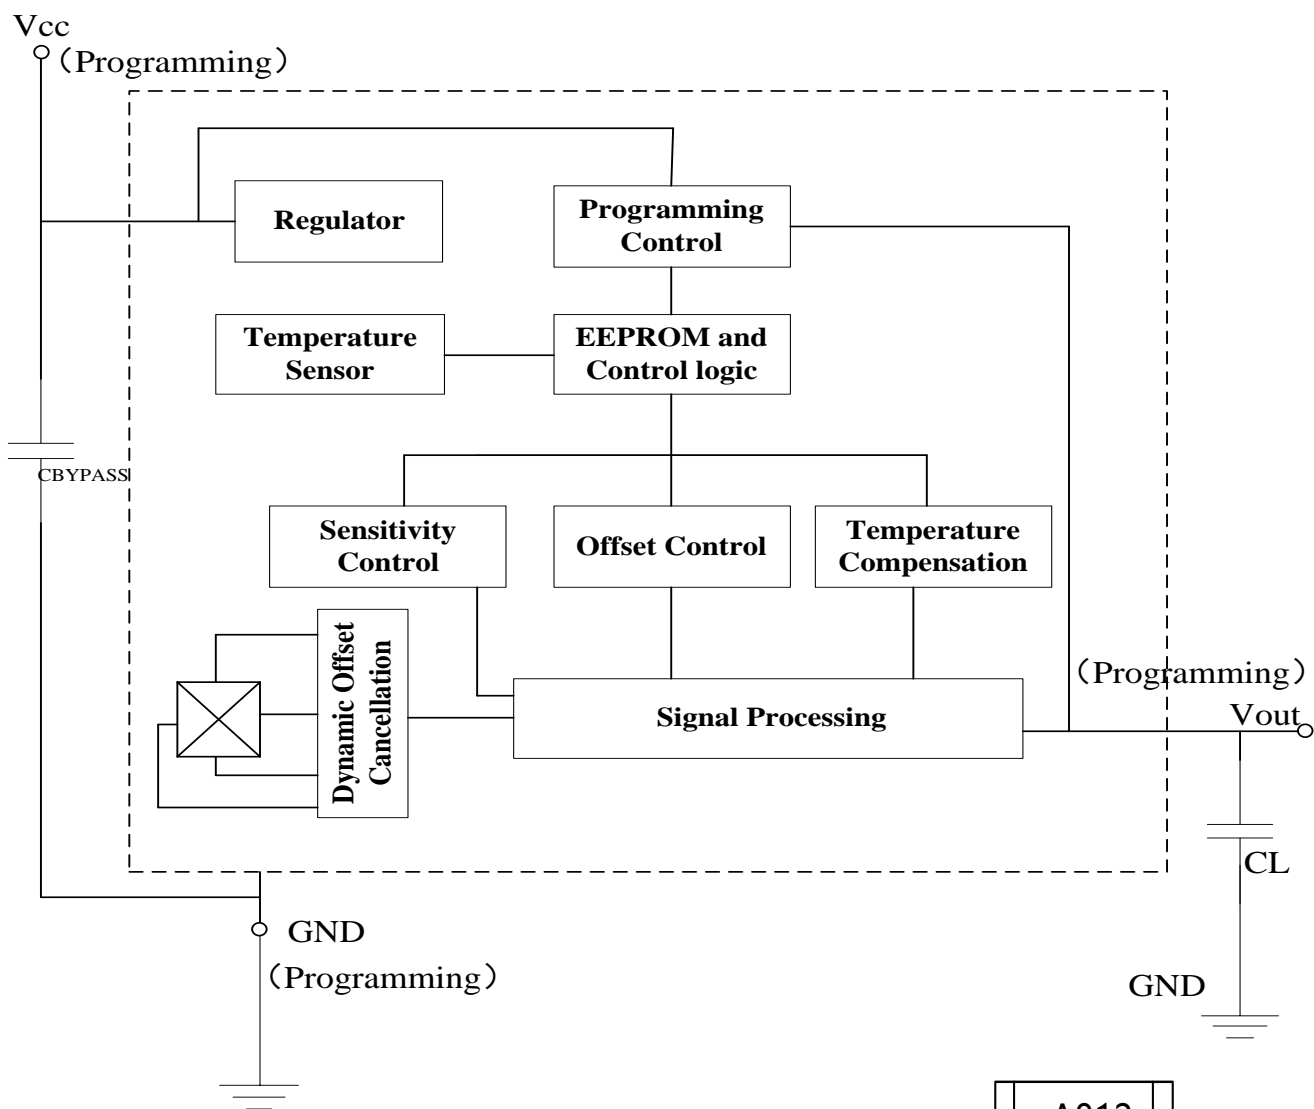 Vcc
（Programming）
Regulator
Programming
Control
Temperature
Sensor
EEPROM and
Control logic
CBYPASS
Sensitivity
Control
Offset Control
Temperature
Compensation
Dynamic Offset
Cancellation
Signal Processing
（Programming）
Vout
CL
GND
（Programming）
GND